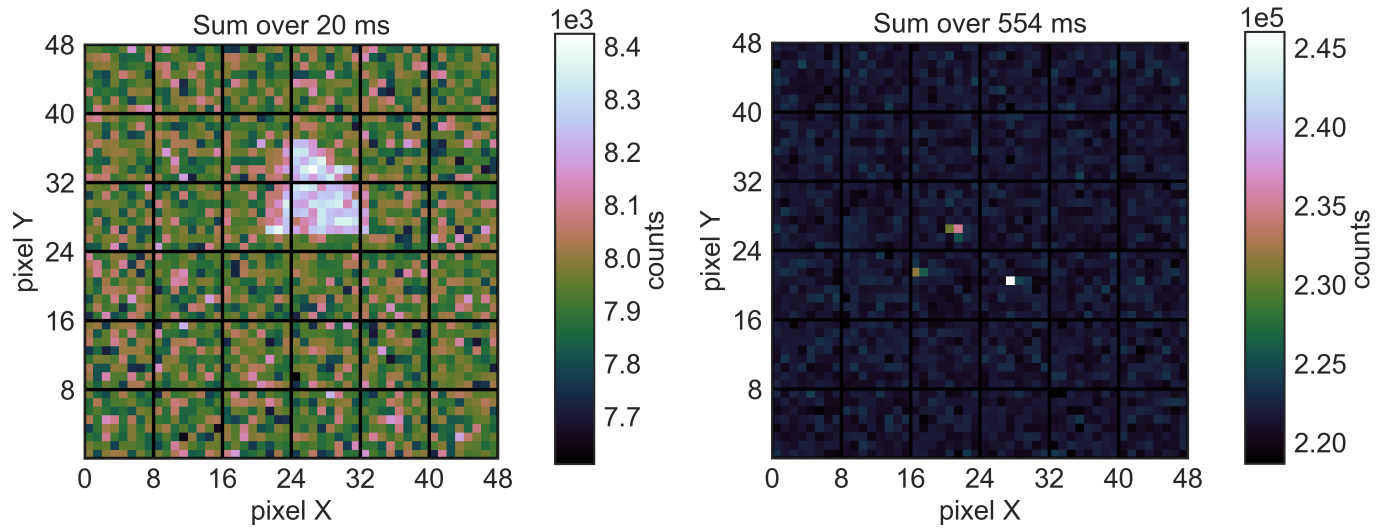 Sum over 20 ms
1e3
48
40
32
24
16
8
pixel Y
0 8 16 24 32 40 48
pixel X
8.4
8.3
8.2
8.1
8.0
7.9
7.8
7.7
counts
Sum over 554 ms
1e5
48
40
32
24
16
8
pixel Y
0 8 16 24 32 40 48
pixel X
2.45
2.40
2.35
2.30
2.25
2.20
counts